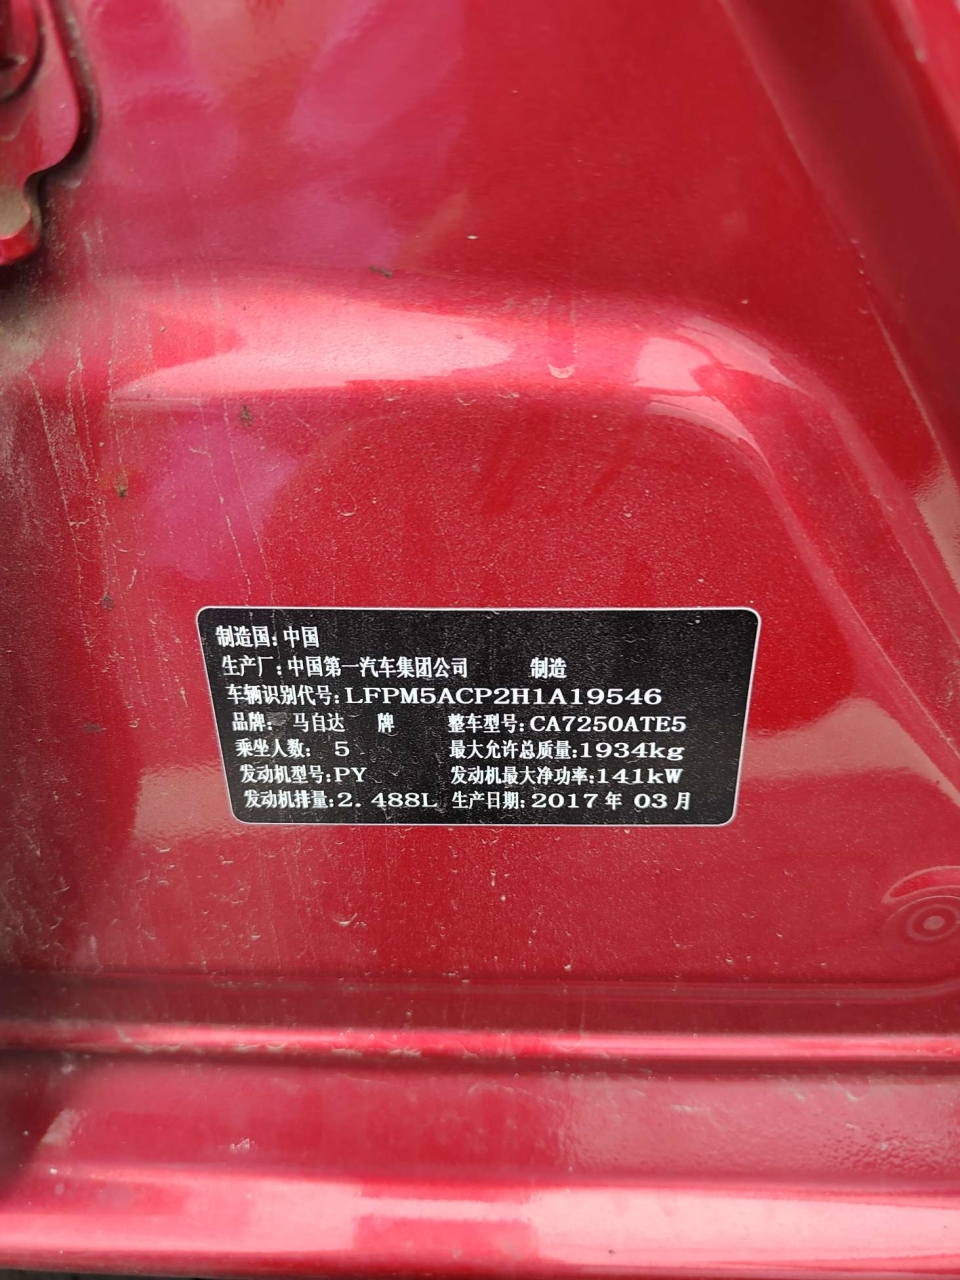 制造国:中国
生产厂:中国第一汽车集团公司 制造
车辆识别代号:LFPM5ACP2H1A19546
品牌: 马自达 牌 整车型号:CA7250ATE5
乘坐人数: 5 最大允许总质量:1934kg
发动机型号:PY 发动机最大净功率:141kW
发动机排量:2.488L 生产日期:2017年 03月